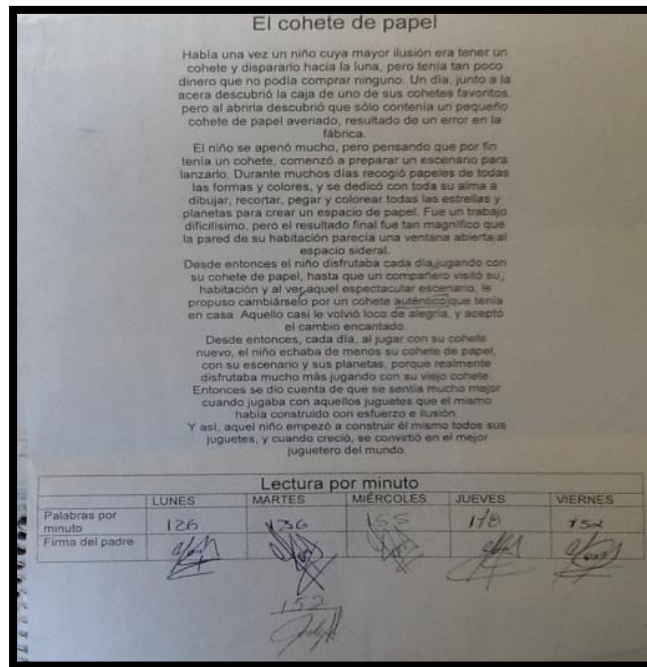 El cohete de papel
Había una vez un niño cuya mayor ilusión era tener un
cohete y dispararlo hacia la luna, pero tenía tan poco
dinero que no podía comprar ninguno. Un día, junto a la
acera descubrió la caja de uno de sus cohetes favoritos,
pero al abrirla descubrió que sólo contenía un pequeño
cohete de papel averiado, resultado de un error en la
fábrica.
El niño se apenó mucho, pero pensando que por fin
tenía un cohete, comenzó a preparar un escenario para
lanzarlo. Durante muchos días recogió papeles de todas
las formas y colores, y se dedicó con toda su alma a
dibujar, recortar, pegar y colorear todas las estrellas y
planetas para crear un espacio de papel. Fue un trabajo
dificilísimo, pero el resultado final fue tan magnífico que
la pared de su habitación parecía una ventana abierta al
espacio sideral.
Desde entonces el niño disfrutaba cada día jugando con
su cohete de papel, hasta que un compañero visitó su
habitación y al ver aquel espectacular escenario, le
propuso cambiárselo por un cohete auténtico que tenía
en casa. Aquello casi le volvió loco de alegría, y aceptó
el cambio encantado.
Desde entonces, cada día, al jugar con su cohete
nuevo, el niño echaba de menos su cohete de papel,
con su escenario y sus planetas, porque realmente
disfrutaba mucho más jugando con su viejo cohete.
Entonces se dio cuenta de que se sentía mucho mejor
cuando jugaba con aquellos juguetes que el mismo
había construido con esfuerzo e ilusión.
Y así, aquel niño empezó a construir él mismo todos sus
juguetes, y cuando creció, se convirtió en el mejor
juguetero del mundo.
Lectura por minuto
LUNES MARTES MIÉRCOLES JUEVES VIERNES
Palabras por
minuto 126 136 155 178 152
Firma del padre
152